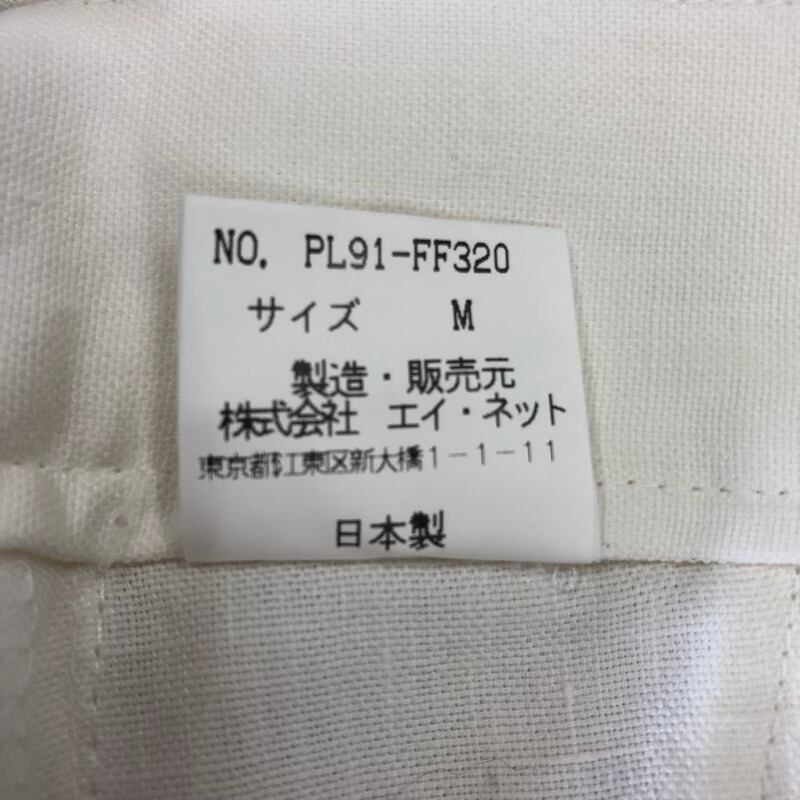 NO. PL91-FF320
サイズ M
製造・販売元
株式会社 エイ・ネット
東京都江東区新大橋1-1-11
日本製